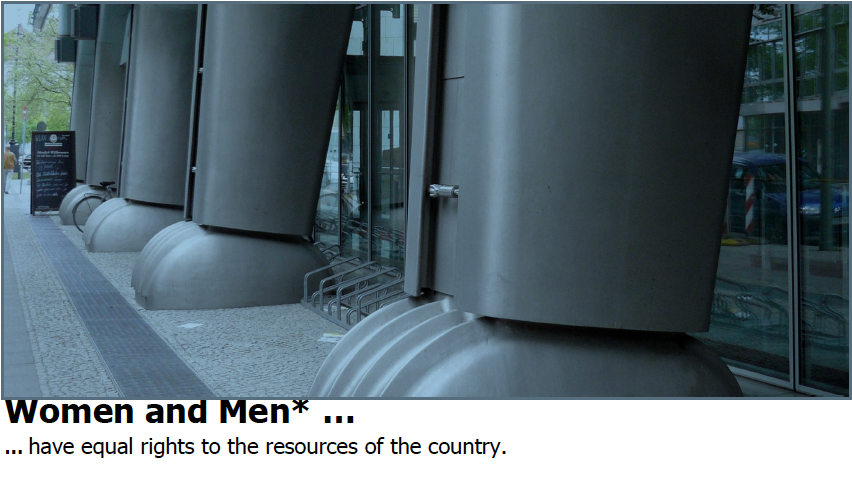 Women and Men* ...
... have equal rights to the resources of the country.